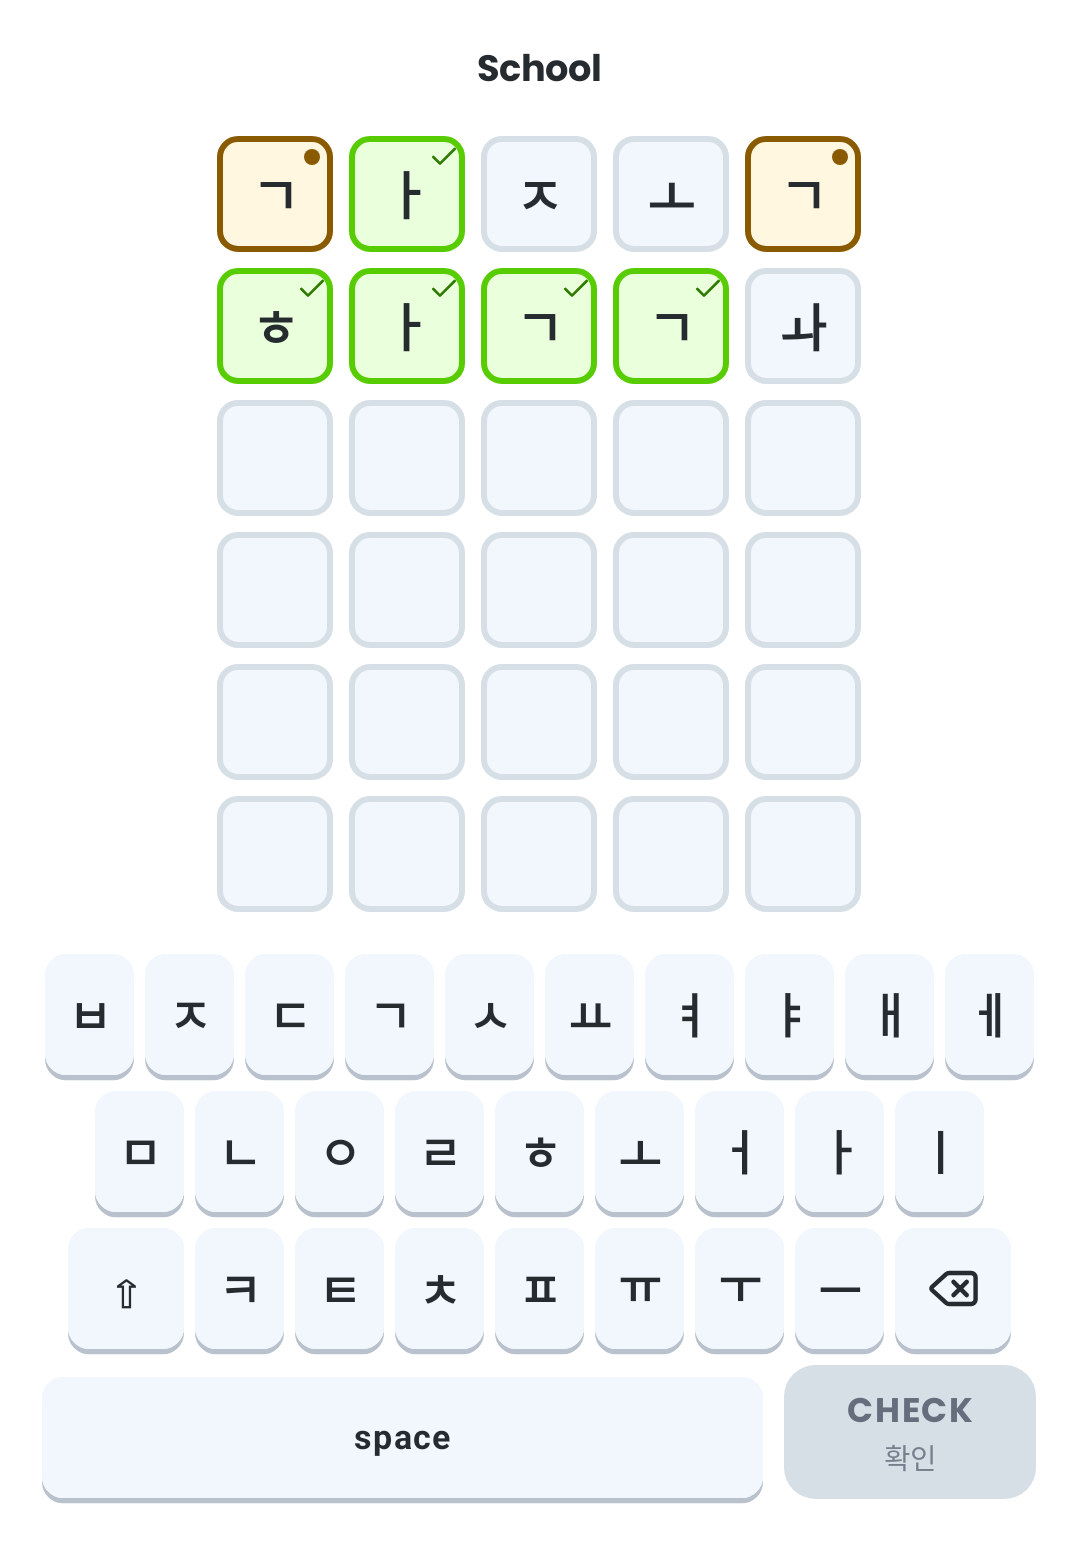 School
ㄱ ㅏ ㅈ ㅗ ㄱ
ㅎ ㅏ ㄱ ㄱ ㅘ
ㅂ ㅈ ㄷ ㄱ ㅅ ㅛ ㅕ ㅑ ㅐ ㅔ
ㅁ ㄴ ㅇ ㄹ ㅎ ㅗ ㅓ ㅏ ㅣ
⇧ ㅋ ㅌ ㅊ ㅍ ㅠ ㅜ ㅡ
space
CHECK
확인